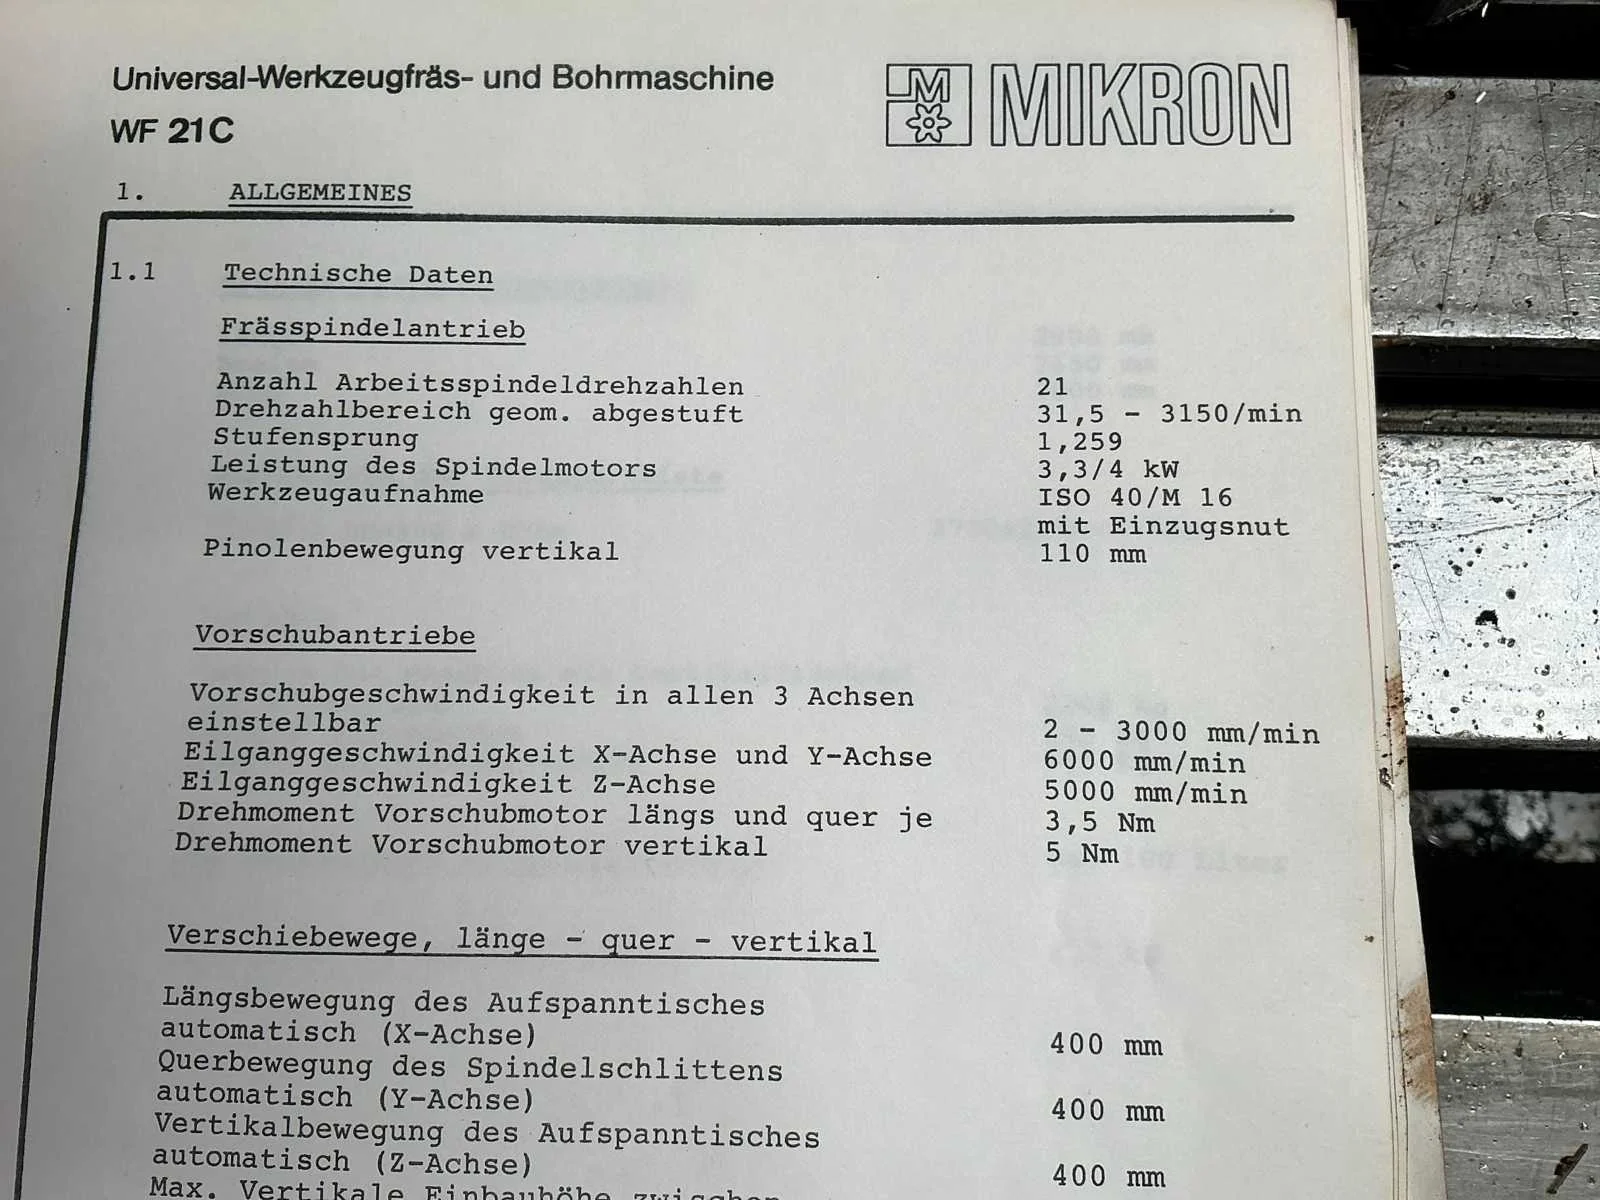 Universal-Werkzeugfräs- und Bohrmaschine
WF 21C
M MIKRON
1. ALLGEMEINES
1.1 Technische Daten
Frässpindelantrieb
Anzahl Arbeitsspindeldrehzahlen 21
Drehzahlbereich geom. abgestuft 31,5 - 3150/min
Stufensprung 1,259
Leistung des Spindelmotors 3,3/4 kW
Werkzeugaufnahme ISO 40/M 16
mit Einzugsnut
Pinolenbewegung vertikal 110 mm
Vorschubantriebe
Vorschubgeschwindigkeit in allen 3 Achsen
einstellbar 2 - 3000 mm/min
Eilganggeschwindigkeit X-Achse und Y-Achse 6000 mm/min
Eilganggeschwindigkeit Z-Achse 5000 mm/min
Drehmoment Vorschubmotor längs und quer je 3,5 Nm
Drehmoment Vorschubmotor vertikal 5 Nm
Verschiebewege, länge - quer - vertikal
Längsbewegung des Aufspanntisches
automatisch (X-Achse) 400 mm
Querbewegung des Spindelschlittens
automatisch (Y-Achse) 400 mm
Vertikalbewegung des Aufspanntisches
automatisch (Z-Achse) 400 mm
Max. Vertikale Einbauhöhe zwischen